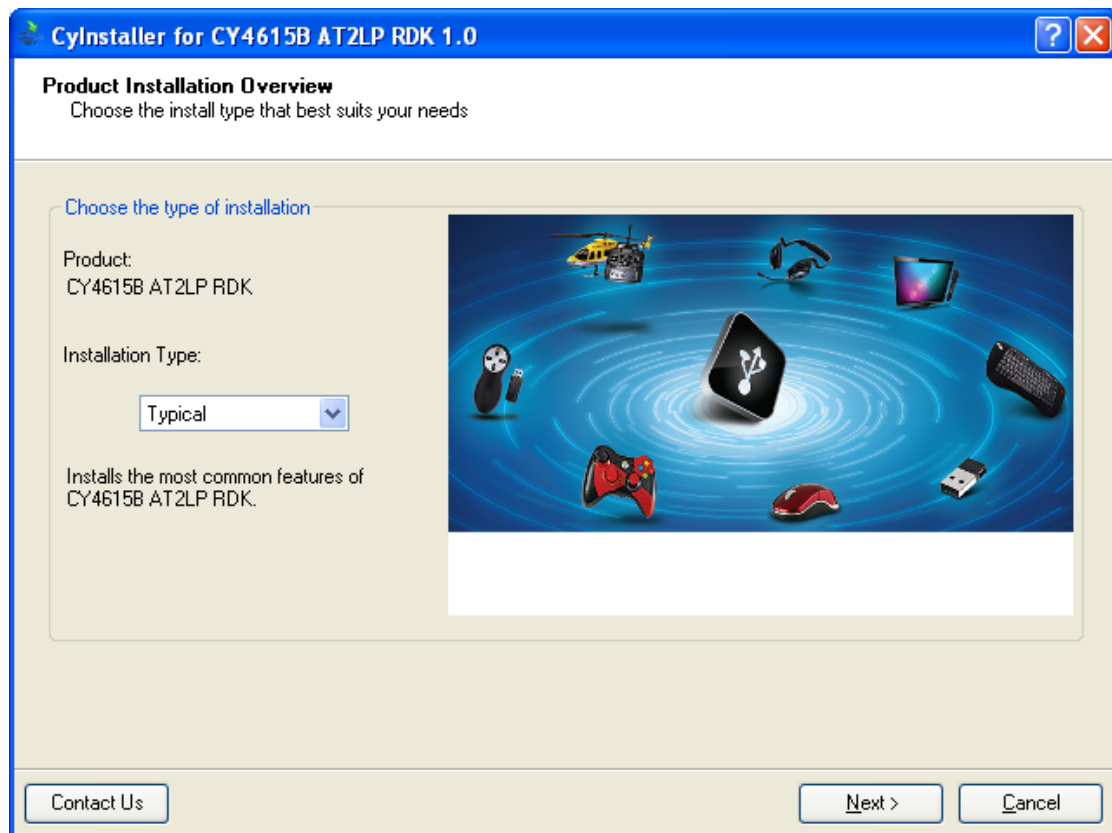 CyInstaller for CY4615B AT2LP RDK 1.0
Product Installation Overview
Choose the install type that best suits your needs
Choose the type of installation
Product:
CY4615B AT2LP RDK
Installation Type:
Typical
Installs the most common features of
CY4615B AT2LP RDK.
Contact Us
Next >
Cancel